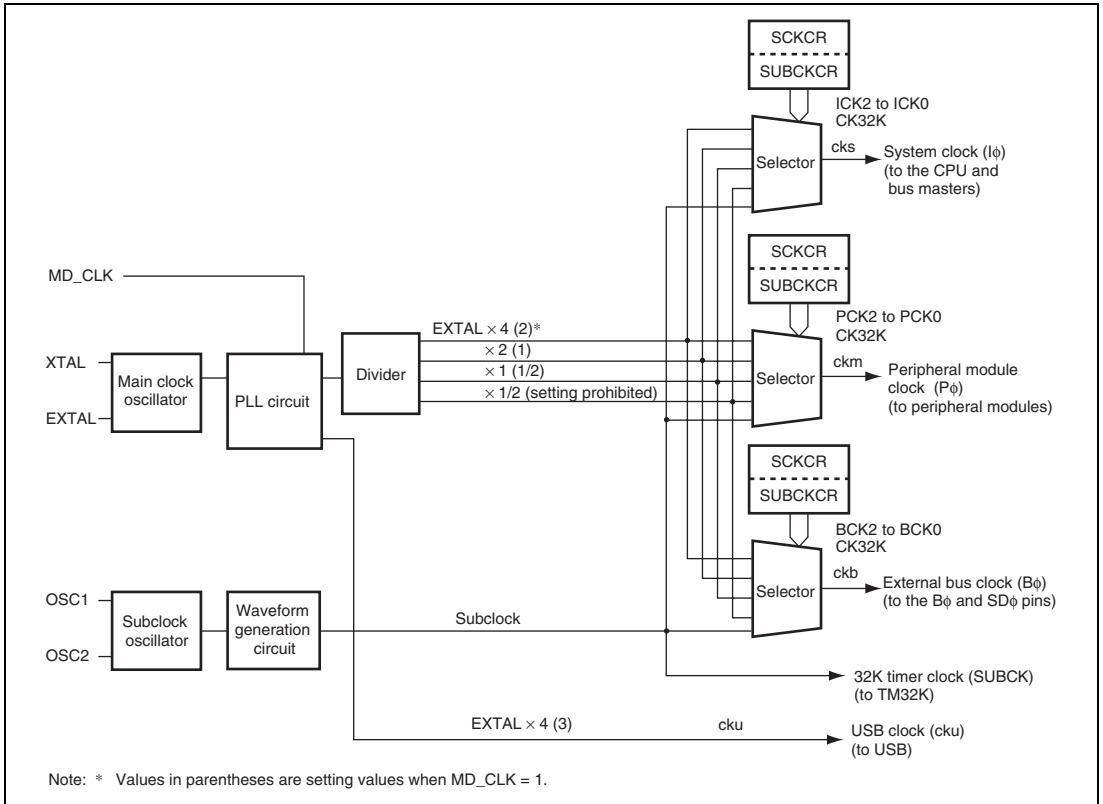 SCKCR
SUBCKCR
ICK2 to ICK0
CK32K
Selector
cks
System clock (Iϕ)
(to the CPU and
bus masters)
MD_CLK
SCKCR
SUBCKCR
PCK2 to PCK0
CK32K
XTAL
EXTAL
Main clock
oscillator
PLL circuit
Divider
EXTAL × 4 (2)*
× 2 (1)
× 1 (1/2)
× 1/2 (setting prohibited)
Selector
ckm
Peripheral module
clock (Pϕ)
(to peripheral modules)
SCKCR
SUBCKCR
BCK2 to BCK0
CK32K
Selector
ckb
External bus clock (Bϕ)
(to the Bϕ and SDϕ pins)
OSC1
OSC2
Subclock
oscillator
Waveform
generation
circuit
Subclock
32K timer clock (SUBCK)
(to TM32K)
EXTAL × 4 (3)
cku
USB clock (cku)
(to USB)
Note: * Values in parentheses are setting values when MD_CLK = 1.